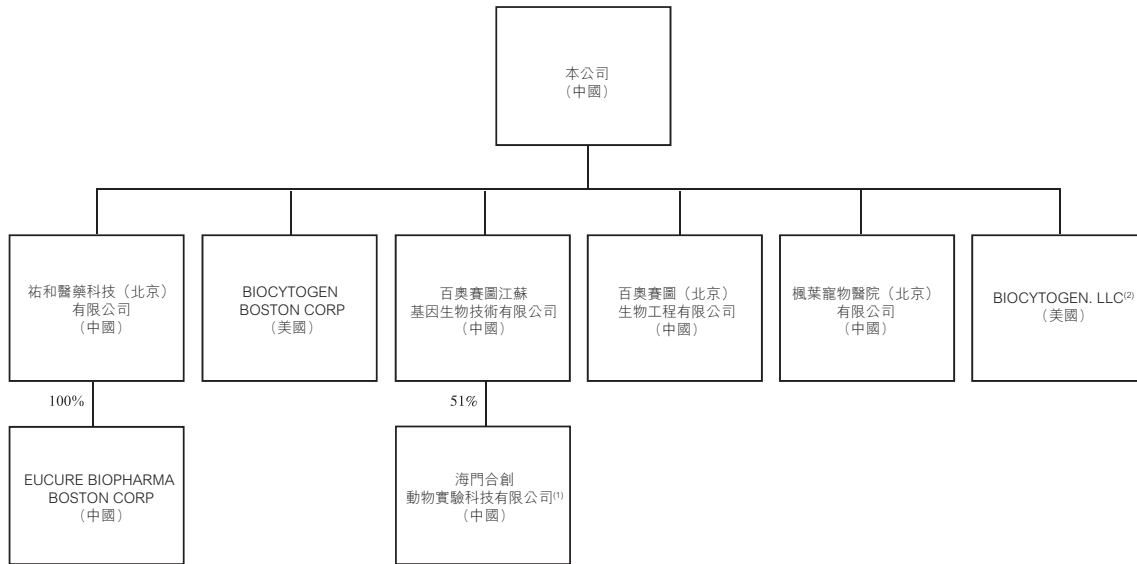 本公司
（中國）
祐和醫藥科技（北京）
有限公司
（中國）
BIOCYTOGEN
BOSTON CORP
（美國）
百奧賽圖江蘇
基因生物技術有限公司
（中國）
百奧賽圖（北京）
生物工程有限公司
（中國）
楓葉寵物醫院（北京）
有限公司
（中國）
BIOCYTOGEN. LLC(2)
（美國）
100%
51%
EUCURE BIOPHARMA
BOSTON CORP
（中國）
海門合創
動物實驗科技有限公司(1)
（中國）